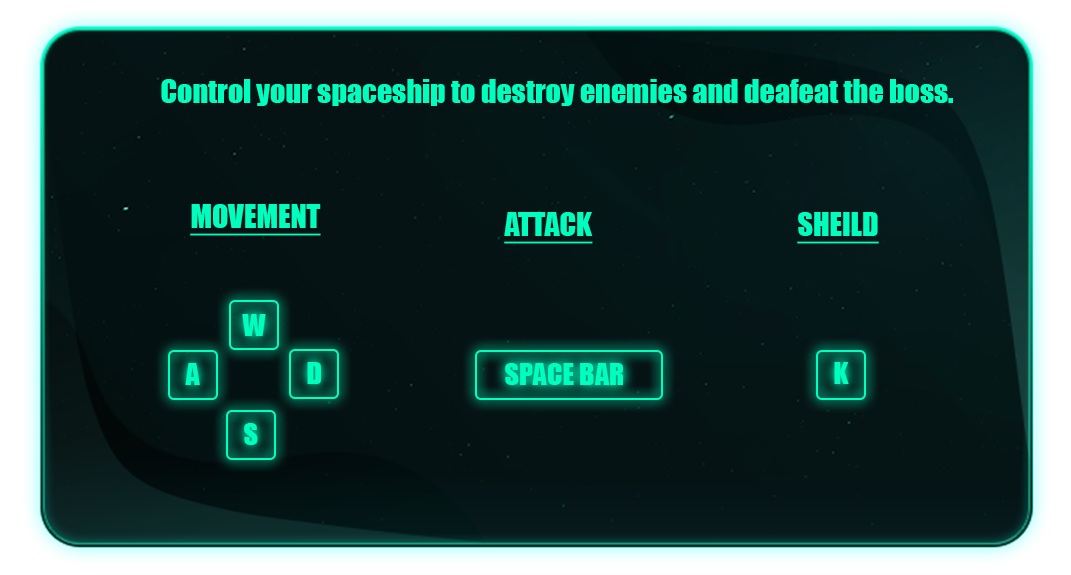 Control your spaceship to destroy enemies and deafeat the boss.
MOVEMENT
ATTACK
SHEILD
W
A
D
S
SPACE BAR
K